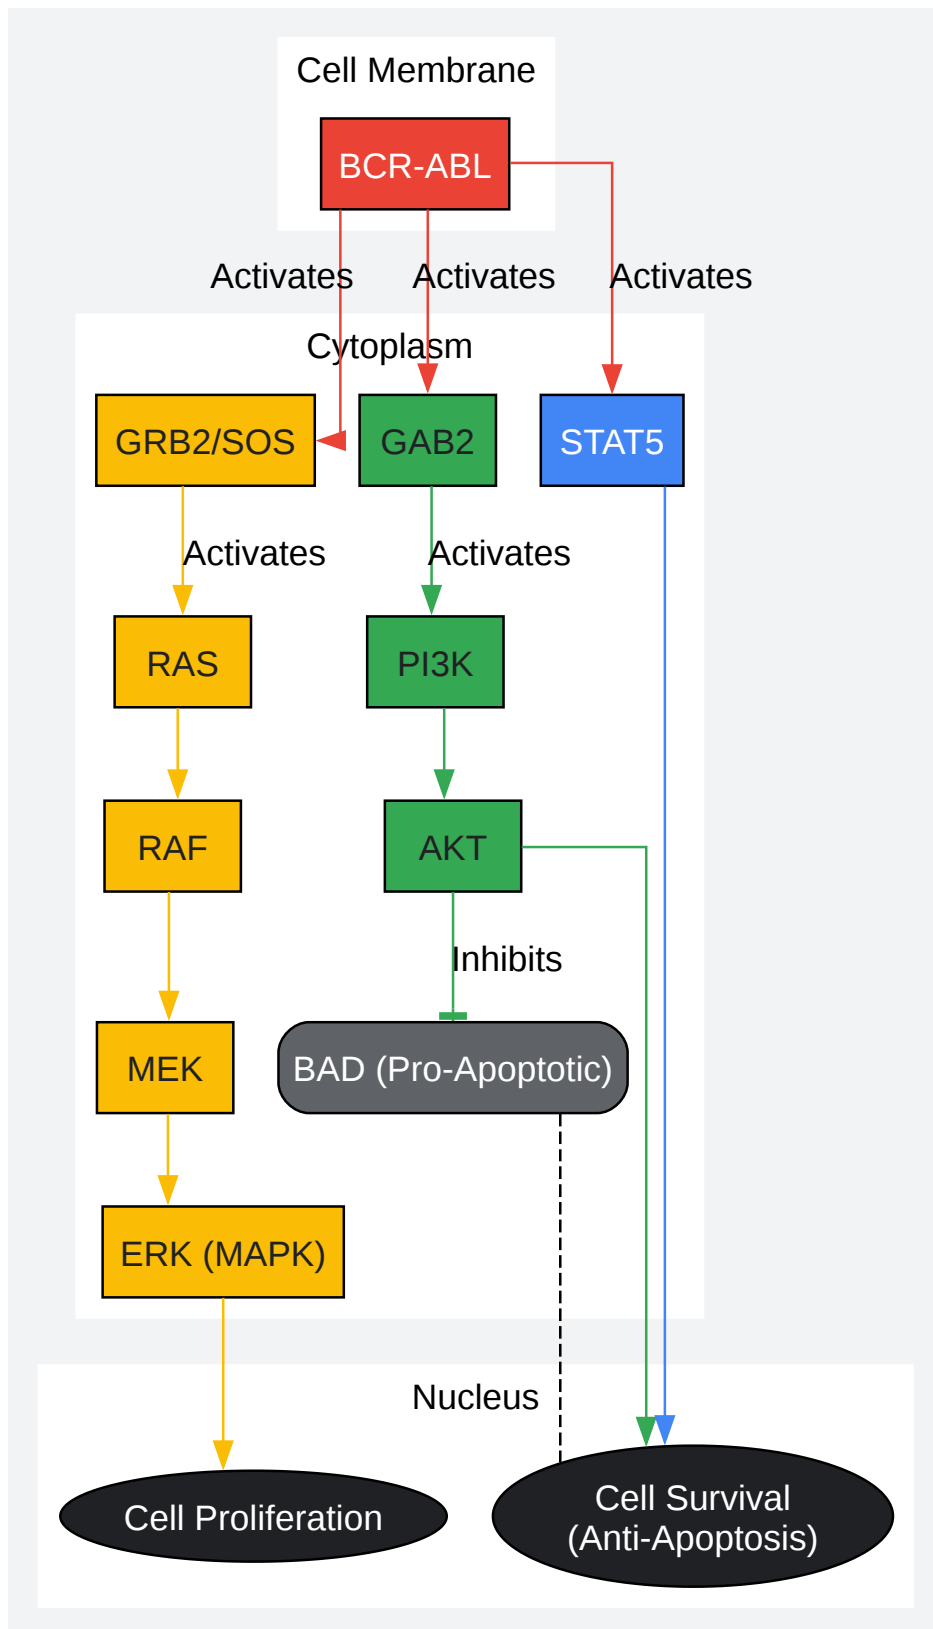 Cell Membrane
BCR-ABL
Activates
Activates
Activates
Cytoplasm
GRB2/SOS
GAB2
STAT5
Activates
Activates
RAS
PI3K
RAF
AKT
Inhibits
MEK
BAD (Pro-Apoptotic)
ERK (MAPK)
Nucleus
Cell Proliferation
Cell Survival
(Anti-Apoptosis)